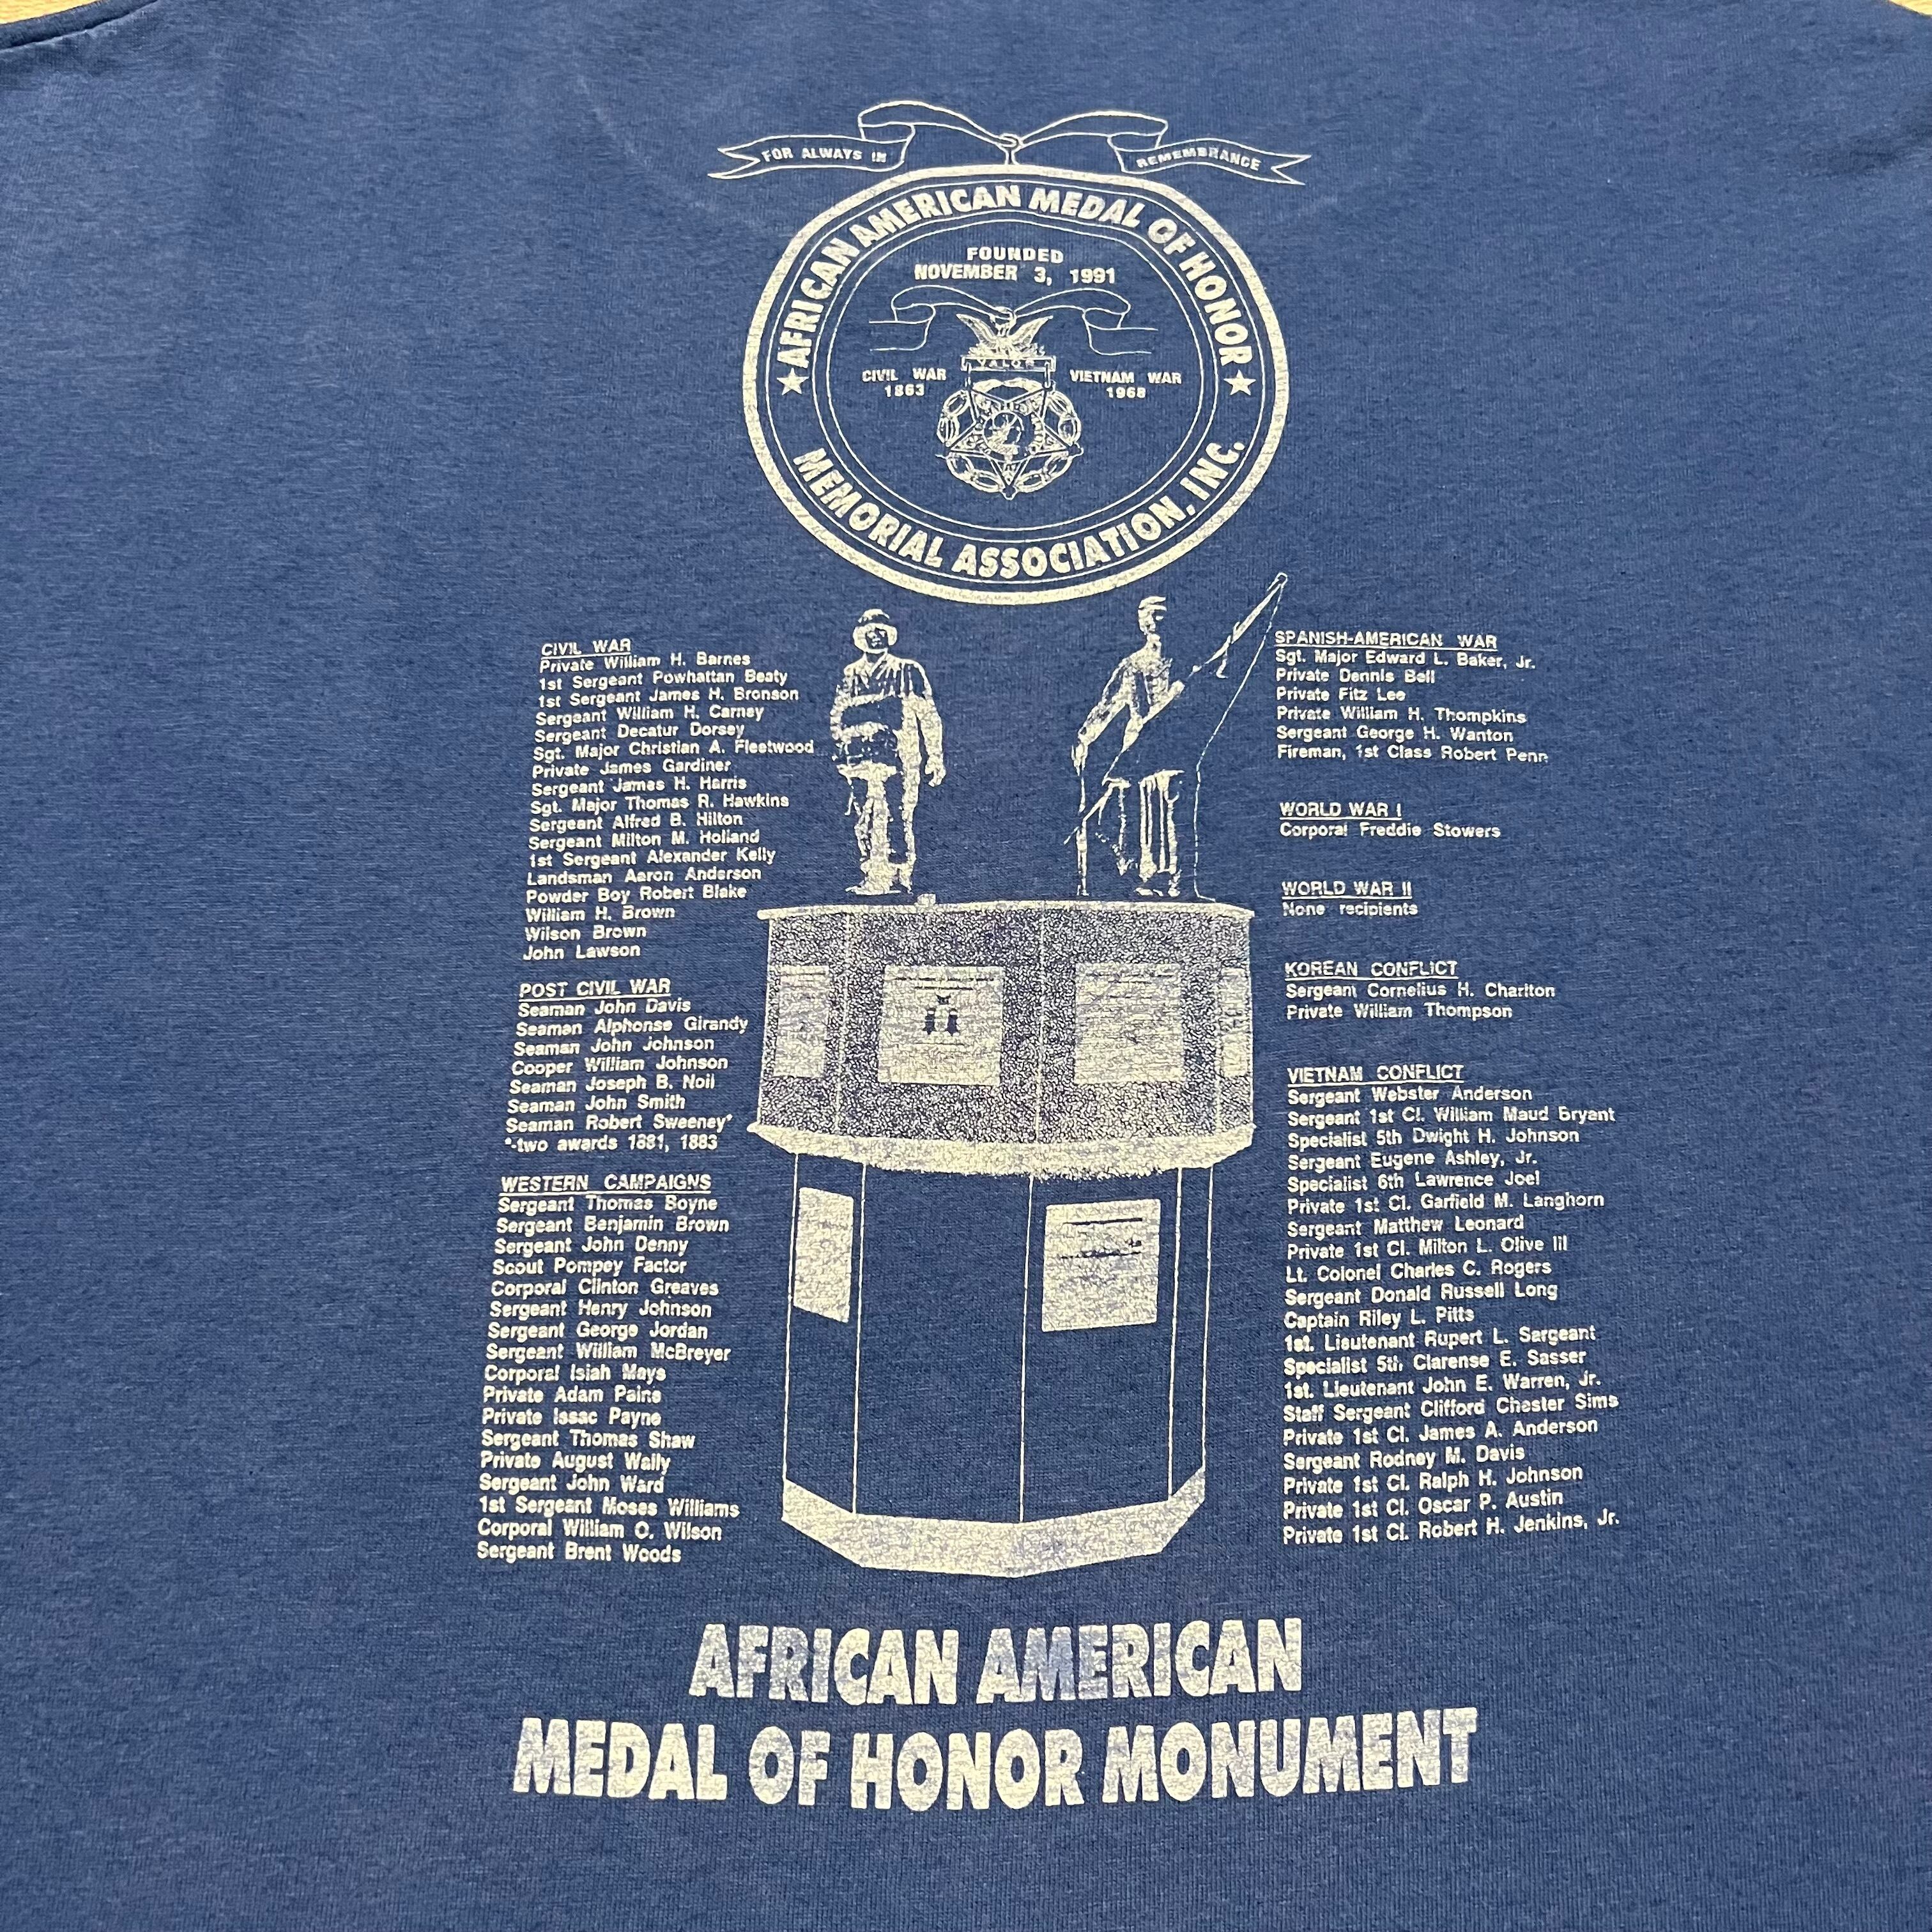 FOR ALWAYS IN REMEMBRANCE
AFRICAN AMERICAN MEDAL OF HONOR
MEMORIAL ASSOCIATION, INC.
FOUNDED
NOVEMBER 3, 1991
VALOR
CIVIL WAR
1863
VIETNAM WAR
1968
CIVIL WAR
Private William H. Barnes
1st Sergeant Powhattan Beaty
1st Sergeant James H. Bronson
Sergeant William H. Carney
Sergeant Decatur Dorsey
Sgt. Major Christian A. Fleetwood
Private James Gardiner
Sergeant James H. Harris
Sgt. Major Thomas R. Hawkins
Sergeant Alfred B. Hilton
Sergeant Milton M. Holland
1st Sergeant Alexander Kelly
Landsman Aaron Anderson
Powder Boy Robert Blake
William H. Brown
Wilson Brown
John Lawson
POST CIVIL WAR
Seaman John Davis
Seaman Alphonse Girandy
Seaman John Johnson
Cooper William Johnson
Seaman Joseph B. Noil
Seaman John Smith
Seaman Robert Sweeney*
*-two awards 1881, 1883
WESTERN CAMPAIGNS
Sergeant Thomas Boyne
Sergeant Benjamin Brown
Sergeant John Denny
Scout Pompey Factor
Corporal Clinton Greaves
Sergeant Henry Johnson
Sergeant George Jordan
Sergeant William McBreyer
Corporal Isiah Mays
Private Adam Paine
Private Issac Payne
Sergeant Thomas Shaw
Private August Wally
Sergeant John Ward
1st Sergeant Moses Williams
Corporal William O. Wilson
Sergeant Brent Woods
SPANISH-AMERICAN WAR
Sgt. Major Edward L. Baker, Jr.
Private Dennis Bell
Private Fitz Lee
Private William H. Thompkins
Sergeant George H. Wanton
Fireman, 1st Class Robert Penn
WORLD WAR I
Corporal Freddie Stowers
WORLD WAR II
None recipients
KOREAN CONFLICT
Sergeant Cornelius H. Charlton
Private William Thompson
VIETNAM CONFLICT
Sergeant Webster Anderson
Sergeant 1st Cl. William Maud Bryant
Specialist 5th Dwight H. Johnson
Sergeant Eugene Ashley, Jr.
Specialist 6th Lawrence Joel
Private 1st Cl. Garfield M. Langhorn
Sergeant Matthew Leonard
Private 1st Cl. Milton L. Olive III
Lt. Colonel Charles C. Rogers
Sergeant Donald Russell Long
Captain Riley L. Pitts
1st. Lieutenant Rupert L. Sargeant
Specialist 5th Clarense E. Sasser
1st. Lieutenant John E. Warren, Jr.
Staff Sergeant Clifford Chester Sims
Private 1st Cl. James A. Anderson
Sergeant Rodney M. Davis
Private 1st Cl. Ralph H. Johnson
Private 1st Cl. Oscar P. Austin
Private 1st Cl. Robert H. Jenkins, Jr.
AFRICAN AMERICAN
MEDAL OF HONOR MONUMENT